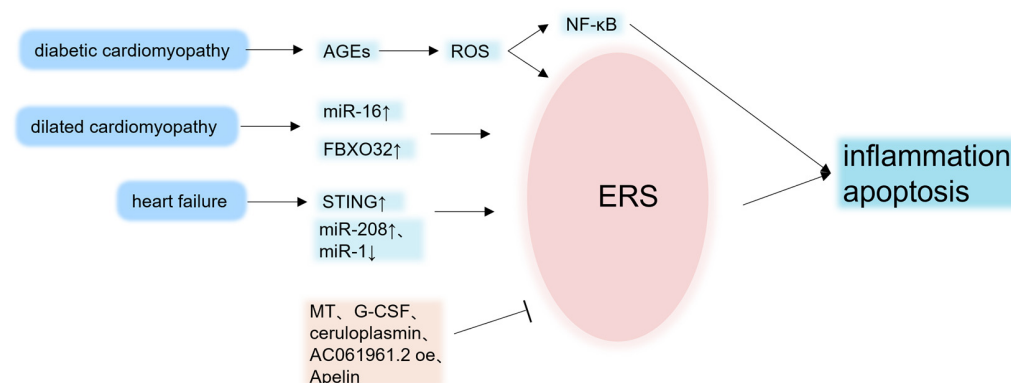 NF-κB
diabetic cardiomyopathy
AGEs
ROS
miR-16↑
dilated cardiomyopathy
FBXO32↑
inflammation
apoptosis
heart failure
STING↑
ERS
miR-208↑、
miR-1↓
MT、G-CSF、
ceruloplasmin、
AC061961.2 oe、
Apelin